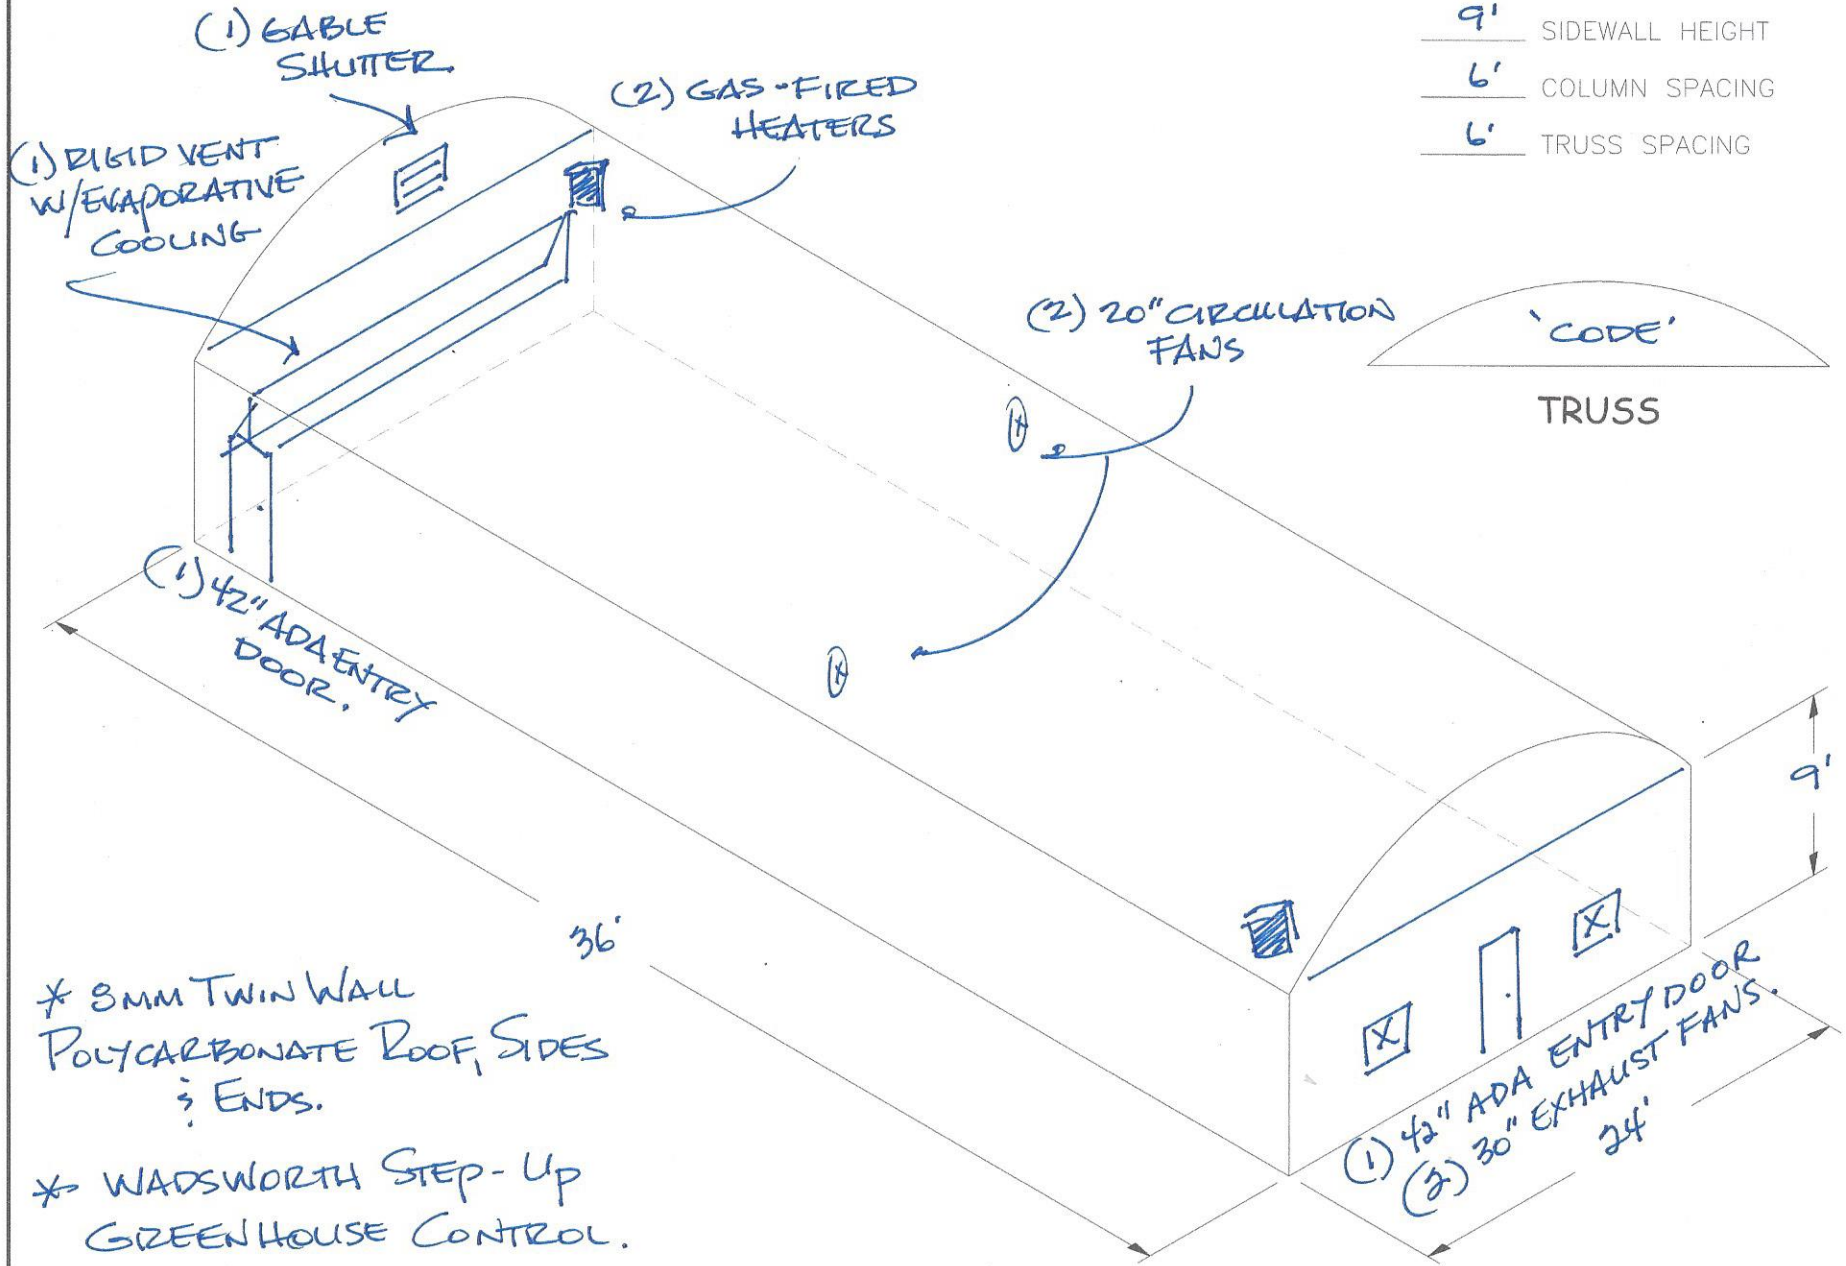 (1) GABLE
SHUTTER.
(2) GAS-FIRED
HEATERS
9' SIDEWALL HEIGHT
6' COLUMN SPACING
6' TRUSS SPACING
(1) RIGID VENT
W/EVAPORATIVE
COOLING
(2) 20" CIRCULATION
FANS
'CODE'
TRUSS
(1) 42" ADA ENTRY
DOOR.
9'
36'
* 8MM TWIN WALL
POLYCARBONATE ROOF, SIDES
& ENDS.
* WADSWORTH STEP-UP
GREENHOUSE CONTROL.
(1) 42" ADA ENTRY DOOR
(2) 30" EXHAUST FANS.
24'
X
X